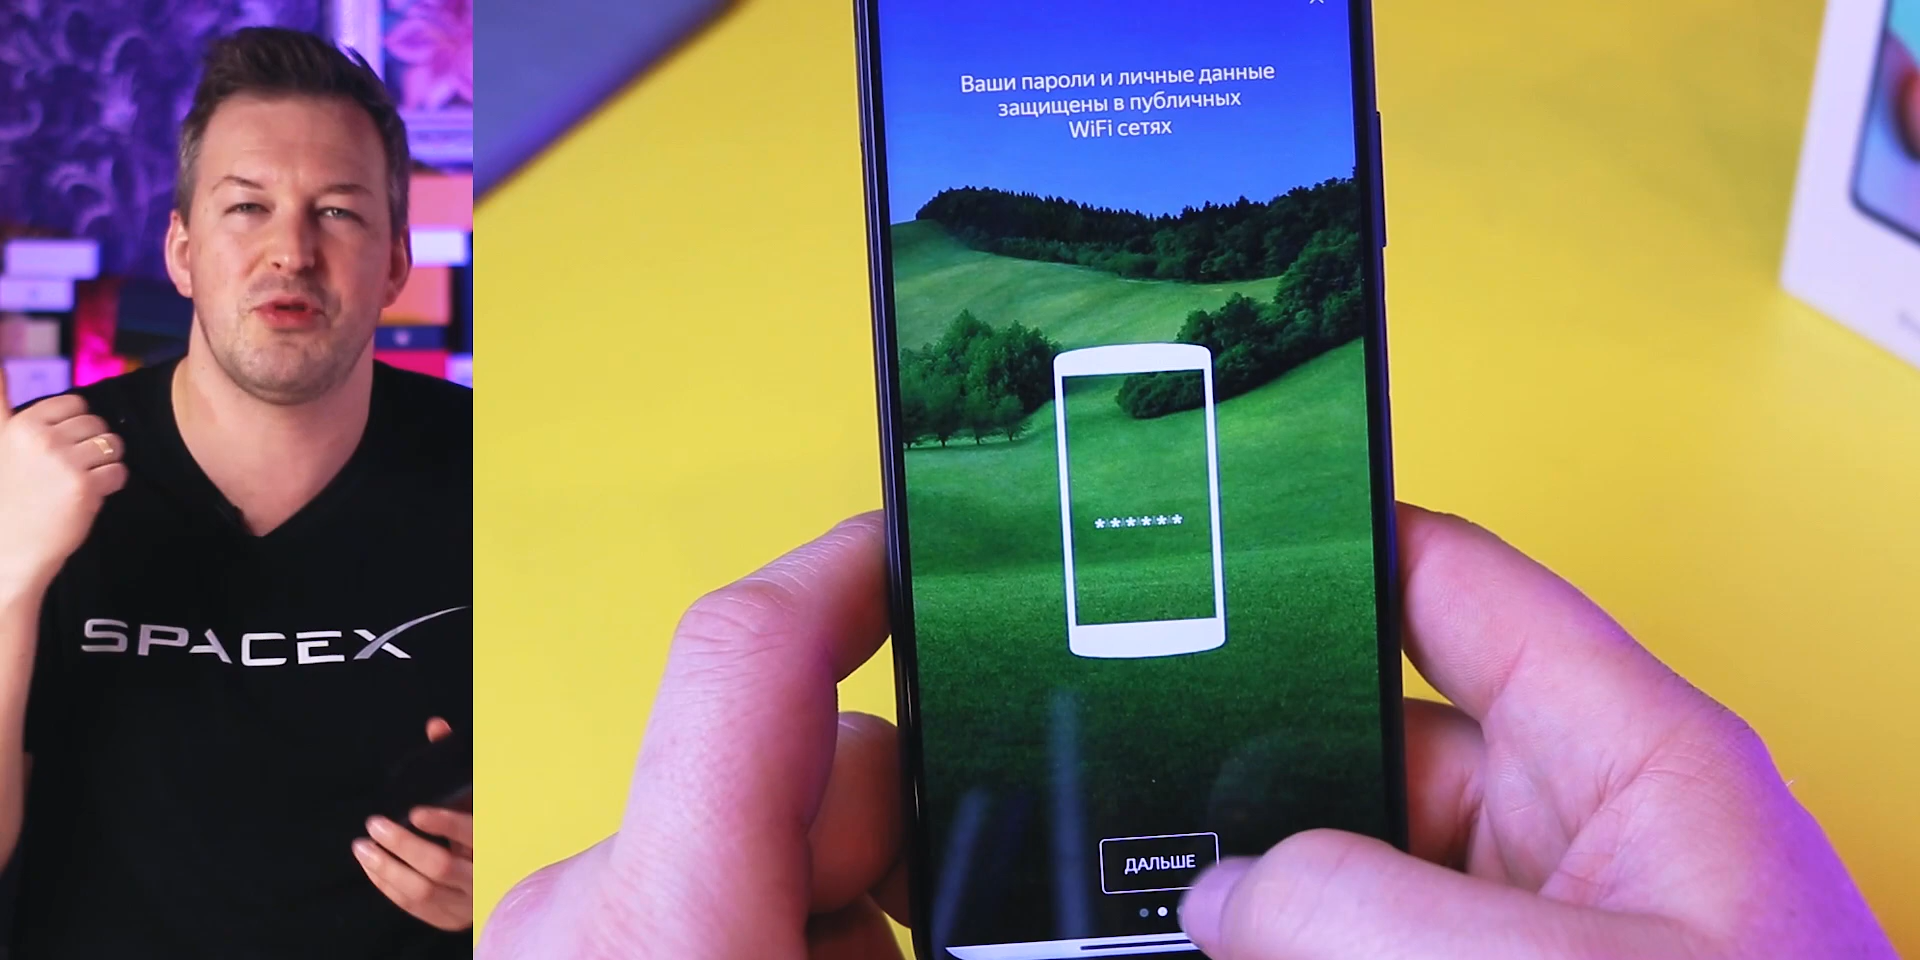 SPACEX
Ваши пароли и личные данные
защищены в публичных
WiFi сетях
******
ДАЛЬШЕ